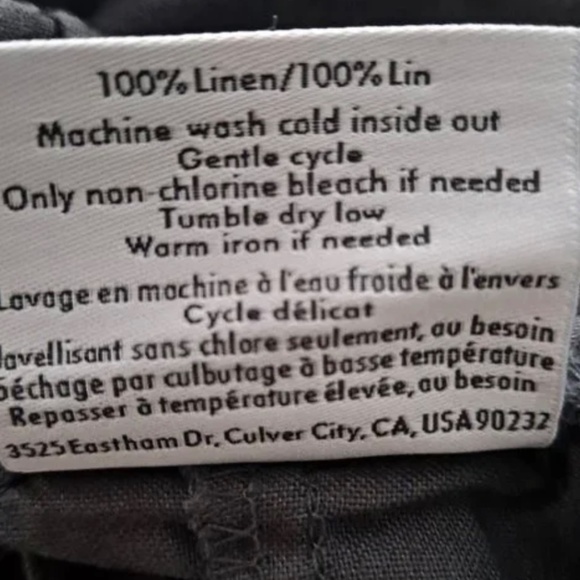 100% Linen/100% Lin
Machine wash cold inside out
Gentle cycle
Only non-chlorine bleach if needed
Tumble dry low
Warm iron if needed
Lavage en machine à l'eau froide à l'envers
Cycle délicat
Javellisant sans chlore seulement, au besoin
Séchage par culbutage à basse température
Repasser à température élevée, au besoin
3525 Eastham Dr, Culver City, CA, USA 90232